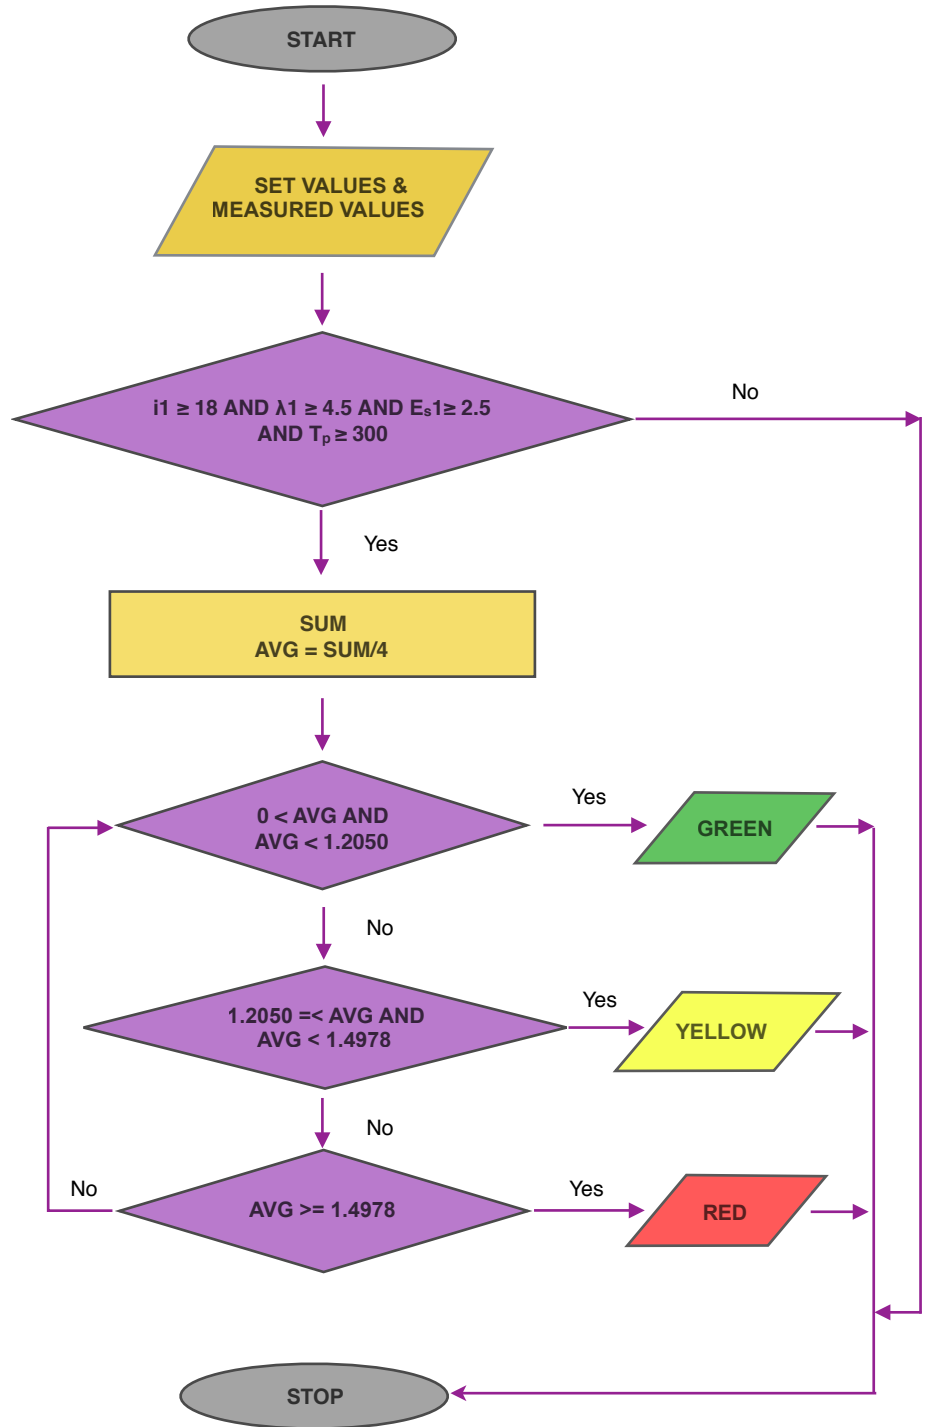 START
SET VALUES &
MEASURED VALUES
i1 ≥ 18 AND λ1 ≥ 4.5 AND Eₛ1≥ 2.5
AND Tₚ ≥ 300
No
Yes
SUM
AVG = SUM/4
0 < AVG AND
AVG < 1.2050
Yes
GREEN
No
1.2050 =< AVG AND
AVG < 1.4978
Yes
YELLOW
No
No
AVG >= 1.4978
Yes
RED
STOP